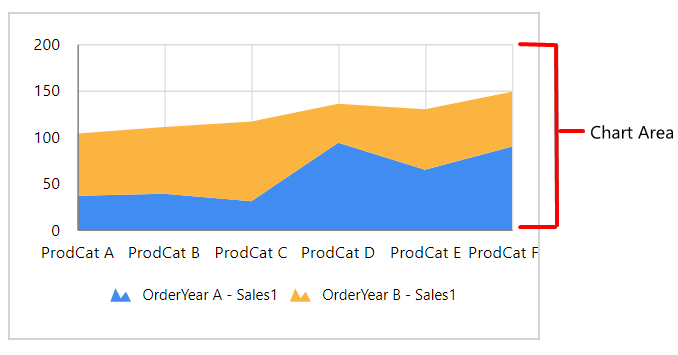 200
150
100
50
0
Chart Area
ProdCat A ProdCat B ProdCat C ProdCat D ProdCat E ProdCat F
OrderYear A - Sales1 OrderYear B - Sales1